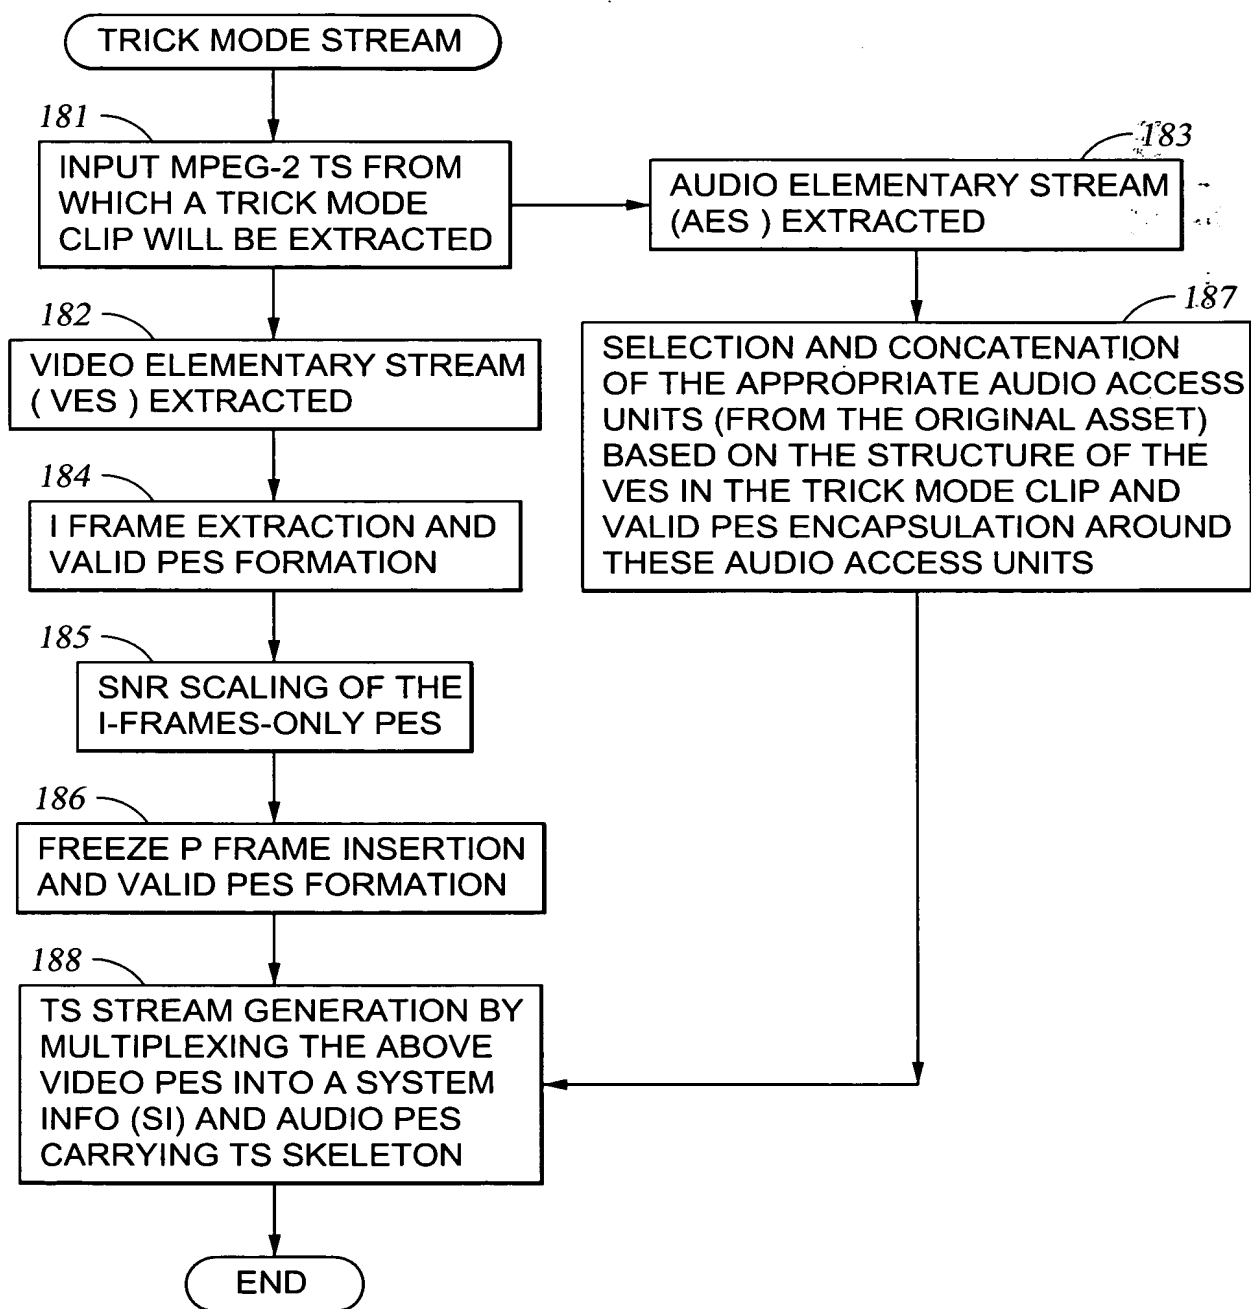 TRICK MODE STREAM
181
INPUT MPEG-2 TS FROM
WHICH A TRICK MODE
CLIP WILL BE EXTRACTED
183
AUDIO ELEMENTARY STREAM
(AES ) EXTRACTED
182
VIDEO ELEMENTARY STREAM
( VES ) EXTRACTED
187
SELECTION AND CONCATENATION
OF THE APPROPRIATE AUDIO ACCESS
UNITS (FROM THE ORIGINAL ASSET)
BASED ON THE STRUCTURE OF THE
VES IN THE TRICK MODE CLIP AND
VALID PES ENCAPSULATION AROUND
THESE AUDIO ACCESS UNITS
184
I FRAME EXTRACTION AND
VALID PES FORMATION
185
SNR SCALING OF THE
I-FRAMES-ONLY PES
186
FREEZE P FRAME INSERTION
AND VALID PES FORMATION
188
TS STREAM GENERATION BY
MULTIPLEXING THE ABOVE
VIDEO PES INTO A SYSTEM
INFO (SI) AND AUDIO PES
CARRYING TS SKELETON
END